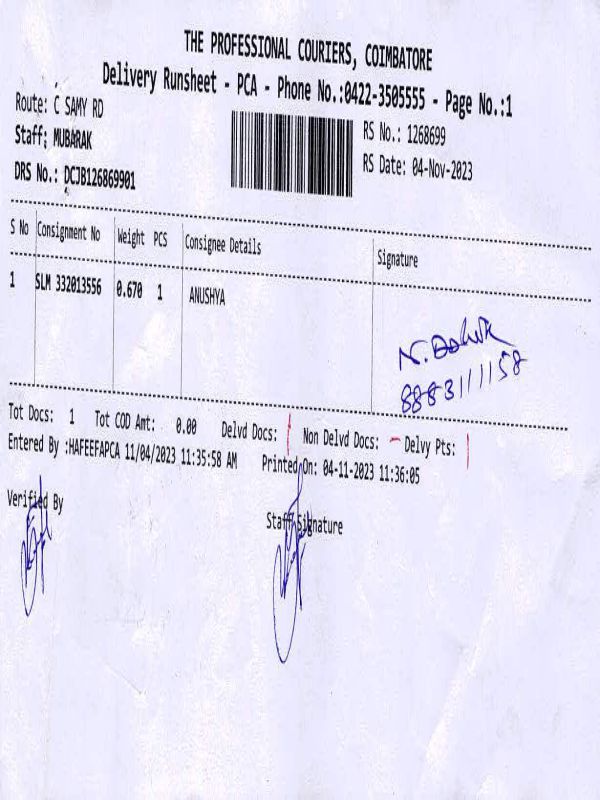 THE PROFESSIONAL COURIERS, COIMBATORE
Delivery Runsheet - PCA - Phone No.:0422-3505555 - Page No.:1
Route: C SAMY RD
RS No.: 1268699
Staff: MUBARAK
RS Date: 04-Nov-2023
DRS No.: DCJB126869901
S No Consignment No Weight PCS Consignee Details Signature
1 SLM 332013556 0.670 1 ANUSHYA
N.
8883111158
Tot Docs: 1 Tot COD Amt: 0.00 Delvd Docs: | Non Delvd Docs: - Delvy Pts: |
Entered By :HAFEEFAPCA 11/04/2023 11:35:58 AM Printed On: 04-11-2023 11:36:05
Verified By
Staff Signature